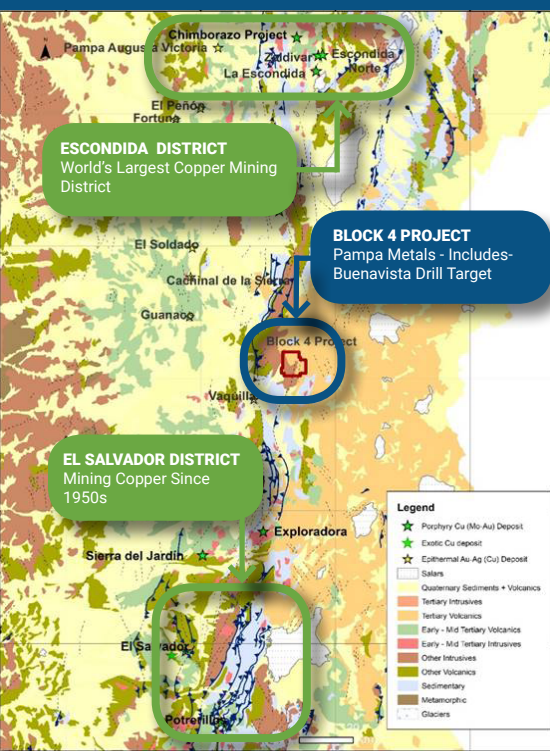 Chimborazo Project
Pampa Augusta Victoria
Zaldivar
Escondida
Norte
La Escondida
El Peñón
Fortuna
ESCONDIDA DISTRICT
World's Largest Copper Mining
District
BLOCK 4 PROJECT
Pampa Metals - Includes-
Buenavista Drill Target
El Soldado
Cachinal de la Sierra
Guanaco
Block 4 Project
Vaquilla
EL SALVADOR DISTRICT
Mining Copper Since
1950s
Exploradora
Sierra del Jardin
El Salvador
Potrerillos
Legend
Porphyry Cu (Mo-Au) Deposit
Exotic Cu deposit
Epithermal Au-Ag (Cu) Deposit
Salars
Quaternary Sediments + Volcanics
Tertiary Intrusives
Tertiary Volcanics
Early - Mid Tertiary Volcanics
Early - Mid Tertiary Intrusives
Other Intrusives
Other Volcanics
Sedimentary
Metamorphic
Glaciers